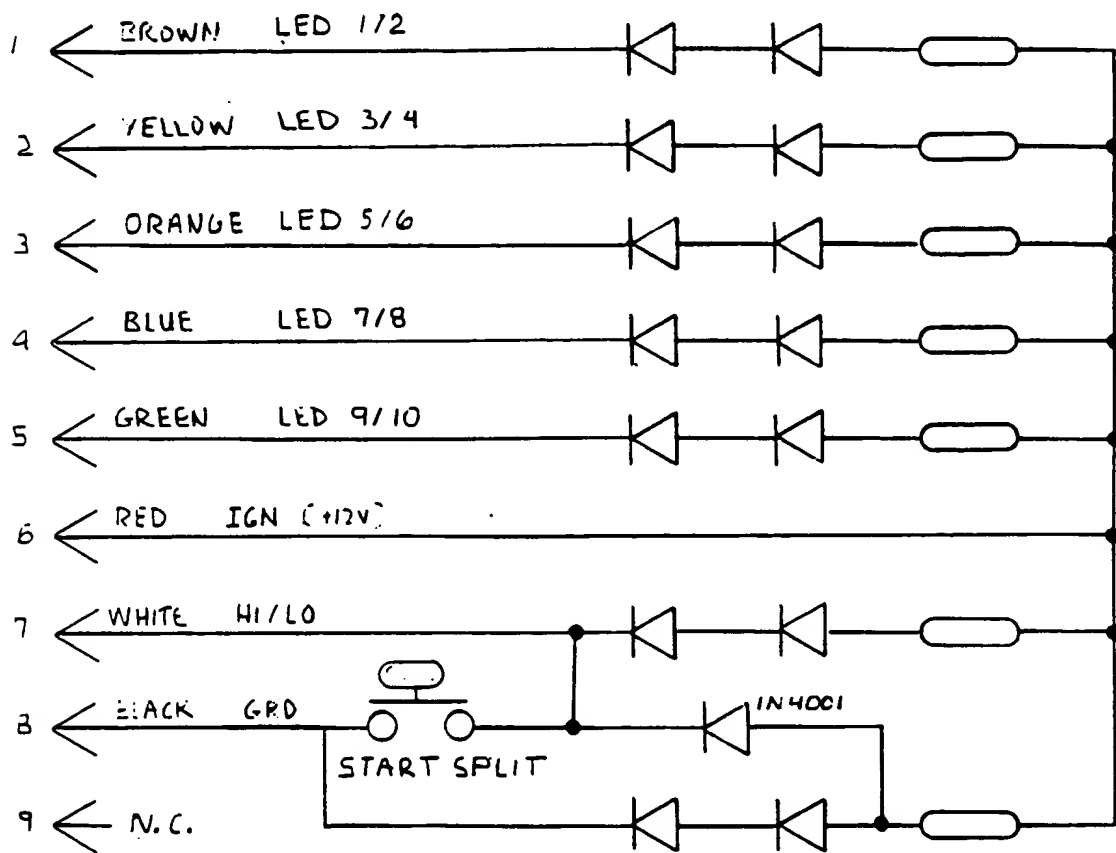 1 BROWN LED 1/2
2 YELLOW LED 3/4
3 ORANGE LED 5/6
4 BLUE LED 7/8
5 GREEN LED 9/10
6 RED IGN (+12V)
7 WHITE HI/LO
8 BLACK GRD
1N4001
START SPLIT
9 N.C.